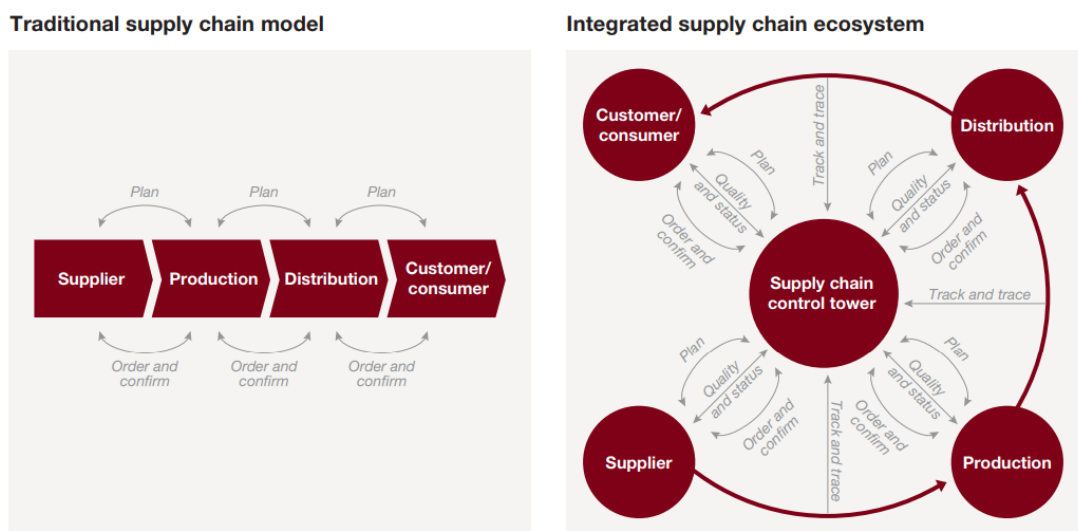 Traditional supply chain model
Plan
Plan
Plan
Supplier
Production
Distribution
Customer/
consumer
Order and
confirm
Order and
confirm
Order and
confirm
Integrated supply chain ecosystem
Customer/
consumer
Distribution
Track and trace
Plan
Quality
and status
Order and
confirm
Plan
Quality
and status
Order and
confirm
Supply chain
control tower
Track and trace
Plan
Quality
and status
Order and
confirm
Plan
Quality
and status
Order and
confirm
Track and trace
Supplier
Production